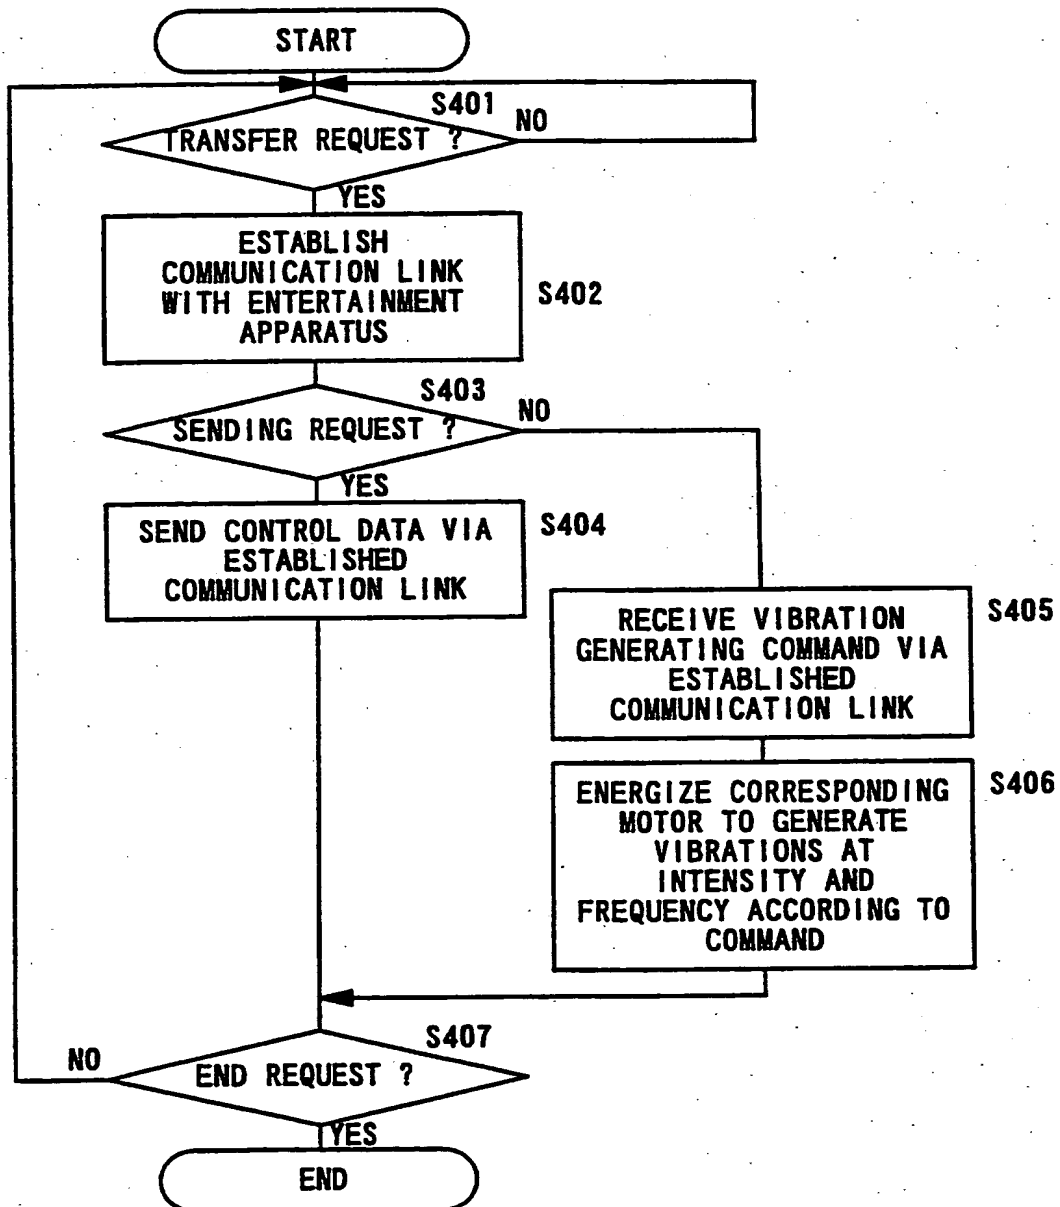 START
S401
TRANSFER REQUEST ?
NO
YES
ESTABLISH
COMMUNICATION LINK
WITH ENTERTAINMENT
APPARATUS
S402
S403
SENDING REQUEST ?
NO
YES
SEND CONTROL DATA VIA
ESTABLISHED
COMMUNICATION LINK
S404
RECEIVE VIBRATION
GENERATING COMMAND VIA
ESTABLISHED
COMMUNICATION LINK
S405
ENERGIZE CORRESPONDING
MOTOR TO GENERATE
VIBRATIONS AT
INTENSITY AND
FREQUENCY ACCORDING TO
COMMAND
S406
S407
NO
END REQUEST ?
YES
END